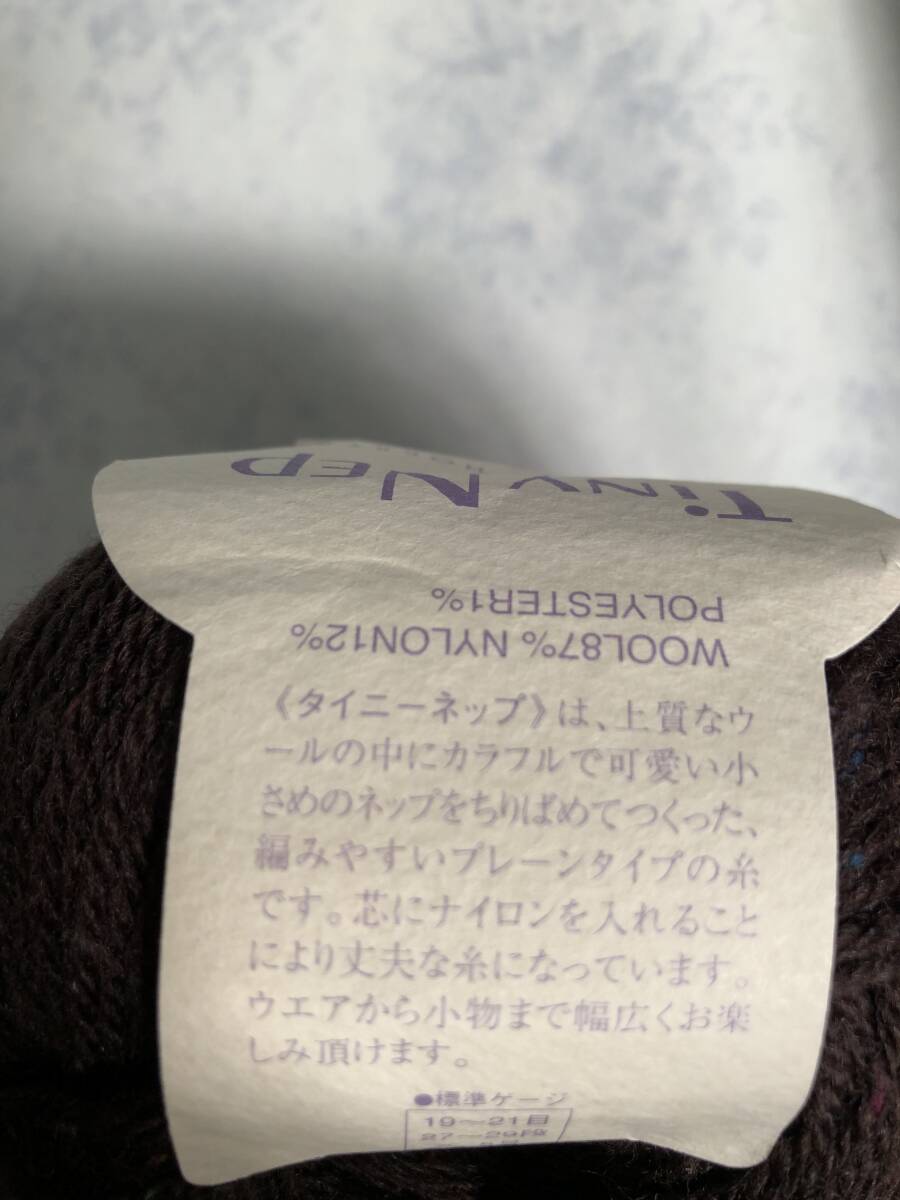 TiNY NEP
WOOL87% NYLON12%
POLYESTER1%
《タイニーネップ》は、上質なウ
ールの中にカラフルで可愛い小
さめのネップをちりばめてつくった、
編みやすいプレーンタイプの糸
です。芯にナイロンを入れること
により丈夫な糸になっています。
ウエアから小物まで幅広くお楽
しみ頂けます。
●標準ゲージ
19〜21目
27〜29段